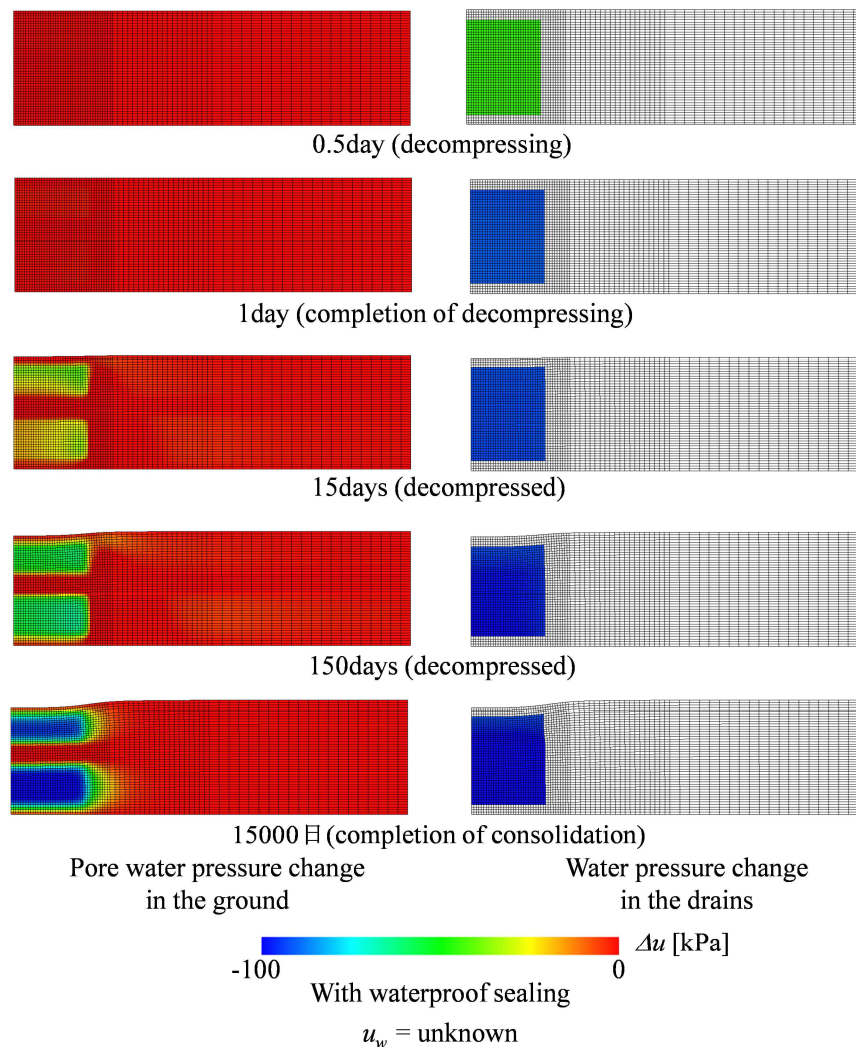 0.5day (decompressing)
1day (completion of decompressing)
15days (decompressed)
150days (decompressed)
15000日(completion of consolidation)
Pore water pressure change
in the ground
Water pressure change
in the drains
Δu [kPa]
-100 0
With waterproof sealing
u_w = unknown